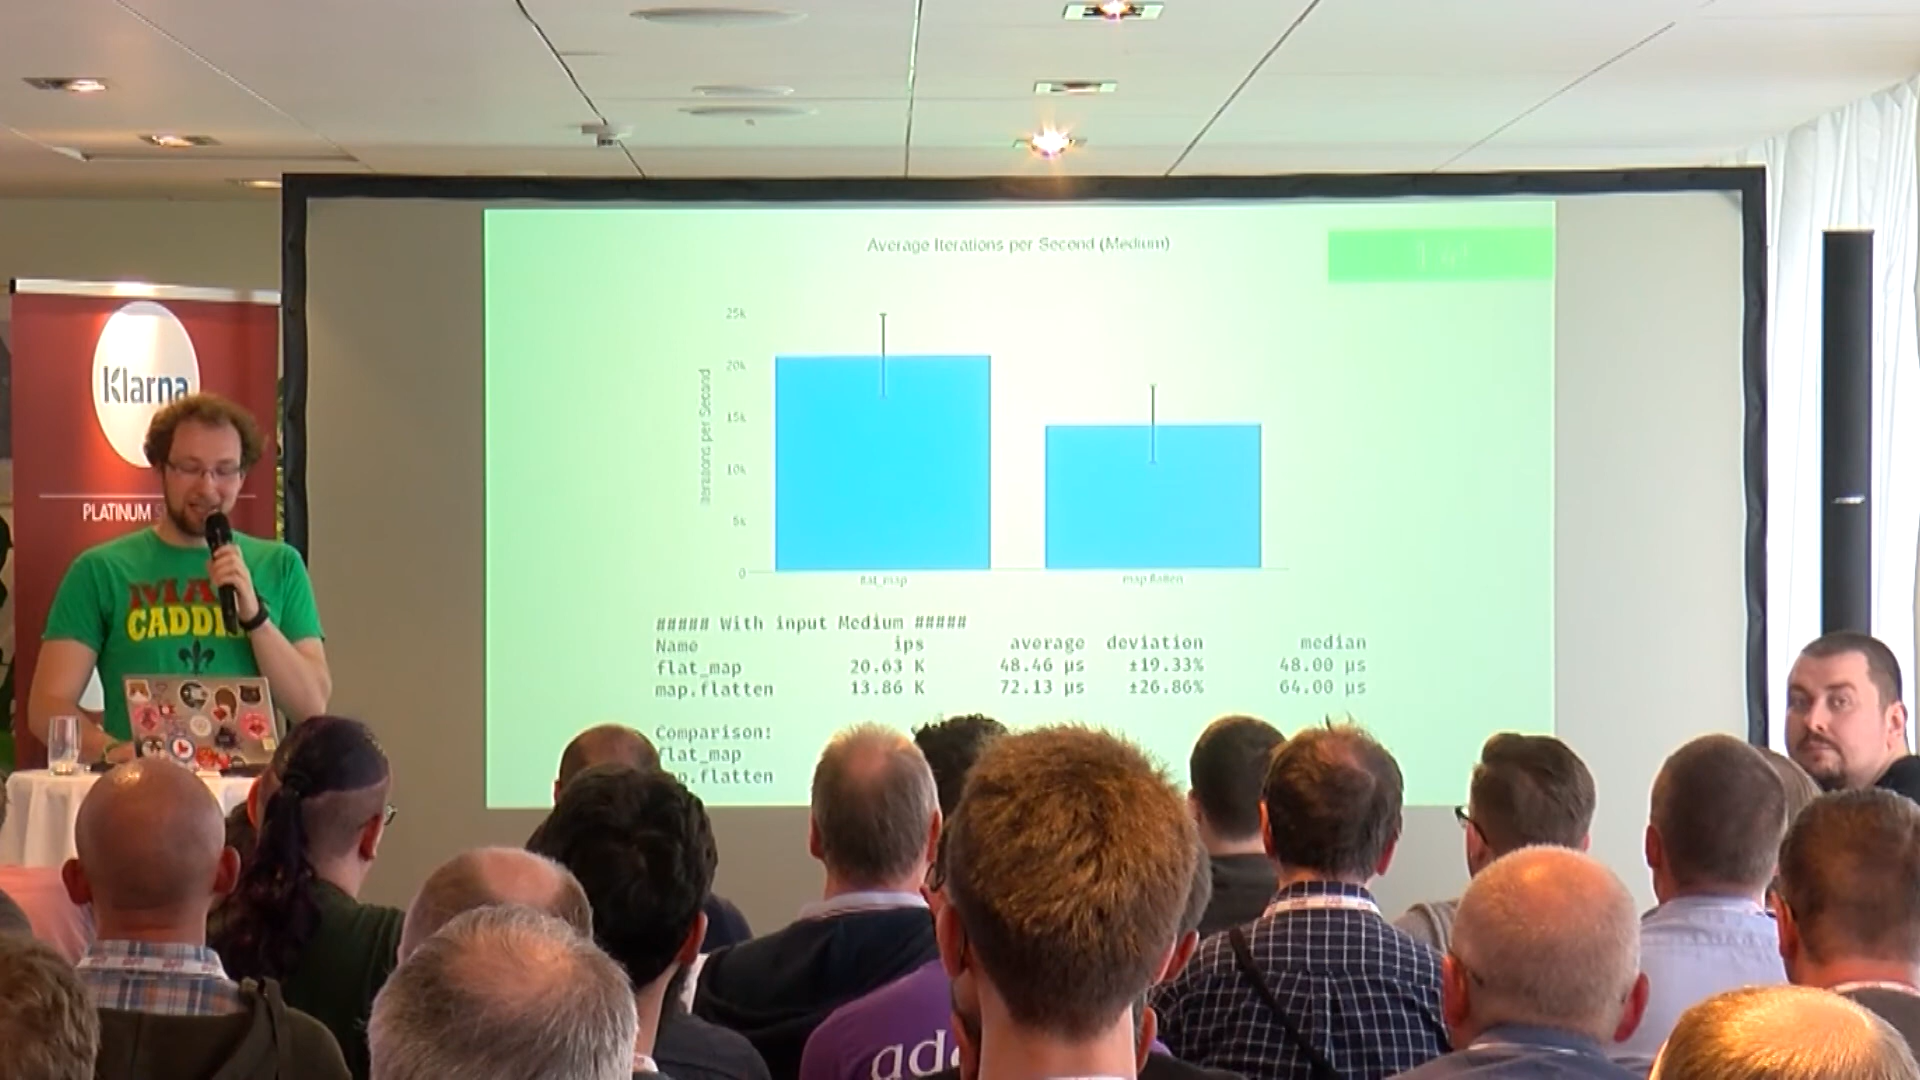 Average Iterations per Second (Medium)
25k
20k
15k
10k
5k
0
Iterations per Second
flat_map
map.flatten
##### With input Medium #####
Name ips average deviation median
flat_map 20.63 K 48.46 µs ±19.33% 48.00 µs
map.flatten 13.86 K 72.13 µs ±26.86% 64.00 µs
Comparison:
flat_map
p.flatten
Klarna
PLATINUM
CADDI